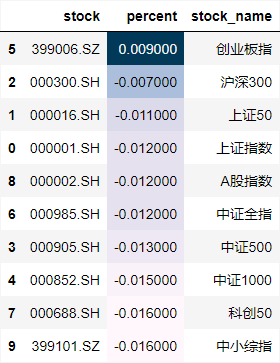 stock percent stock_name
5 399006.SZ 0.009000 创业板指
2 000300.SH -0.007000 沪深300
1 000016.SH -0.011000 上证50
0 000001.SH -0.012000 上证指数
8 000002.SH -0.012000 A股指数
6 000985.SH -0.012000 中证全指
3 000905.SH -0.013000 中证500
4 000852.SH -0.015000 中证1000
7 000688.SH -0.016000 科创50
9 399101.SZ -0.016000 中小综指